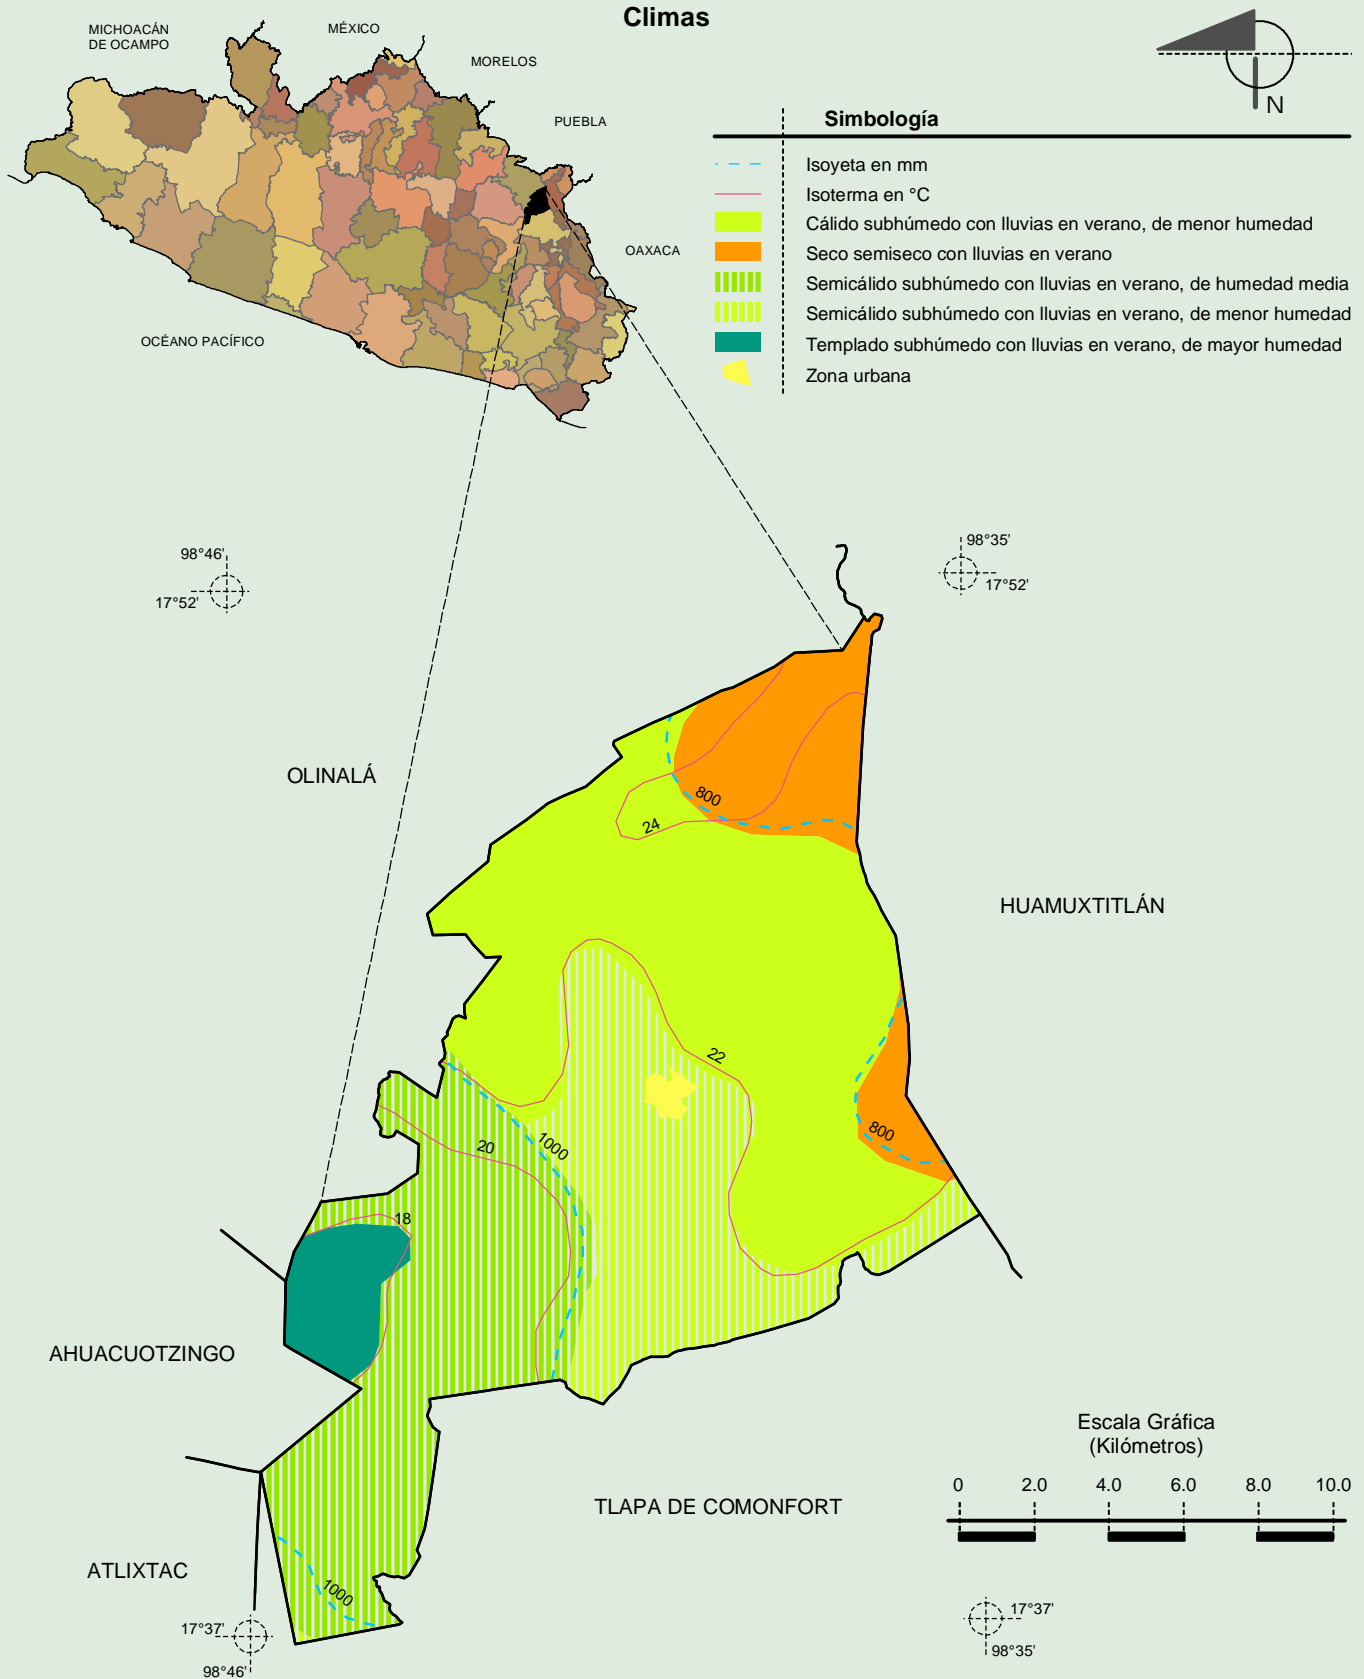 Climas
MICHOACÁN
DE OCAMPO
MÉXICO
MORELOS
PUEBLA
OAXACA
OCÉANO PACÍFICO
N
Simbología
Isoyeta en mm
Isoterma en °C
Cálido subhúmedo con lluvias en verano, de menor humedad
Seco semiseco con lluvias en verano
Semicálido subhúmedo con lluvias en verano, de humedad media
Semicálido subhúmedo con lluvias en verano, de menor humedad
Templado subhúmedo con lluvias en verano, de mayor humedad
Zona urbana
98°46'
17°52'
98°35'
17°52'
OLINALÁ
800
24
HUAMUXTITLÁN
22
800
1000
20
18
AHUACUOTZINGO
Escala Gráfica
(Kilómetros)
0 2.0 4.0 6.0 8.0 10.0
TLAPA DE COMONFORT
ATLIXTAC
1000
17°37'
98°46'
17°37'
98°35'